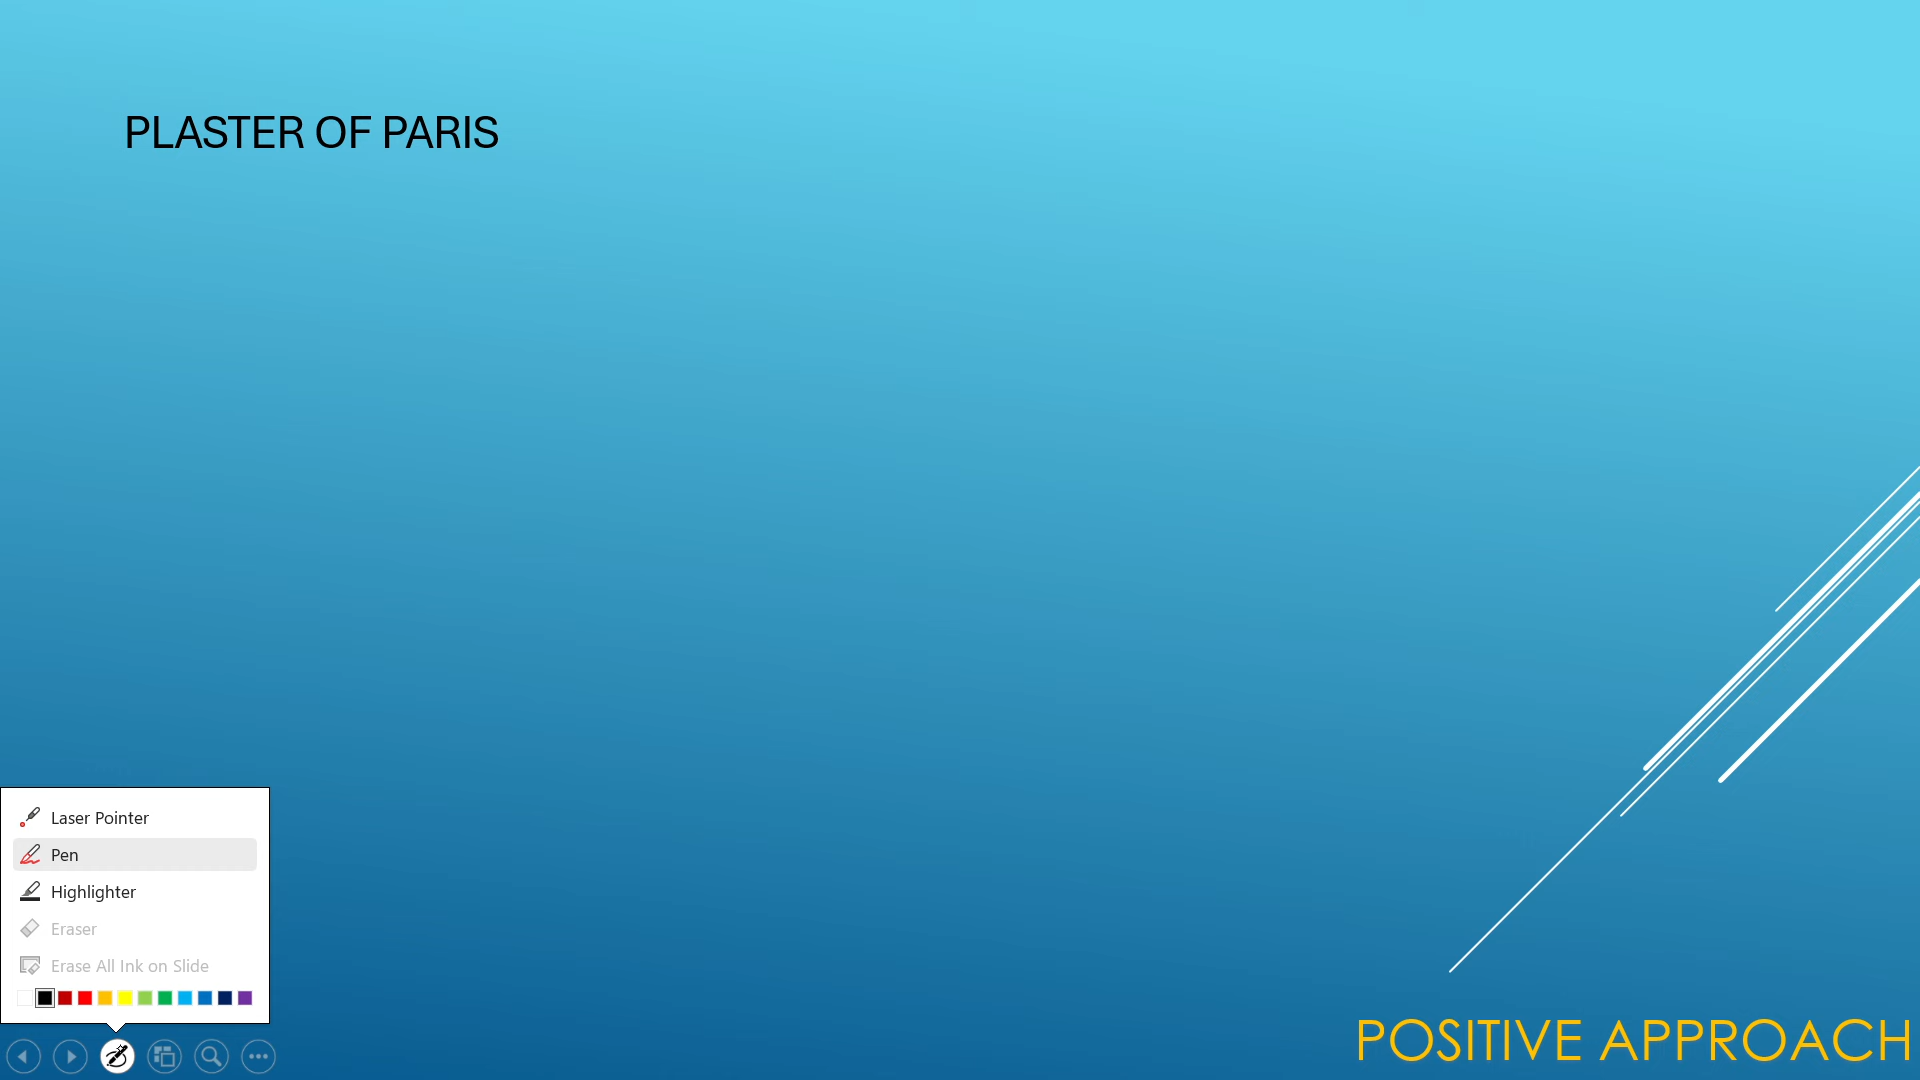 PLASTER OF PARIS
Laser Pointer
Pen
Highlighter
Eraser
Erase All Ink on Slide
POSITIVE APPROACH